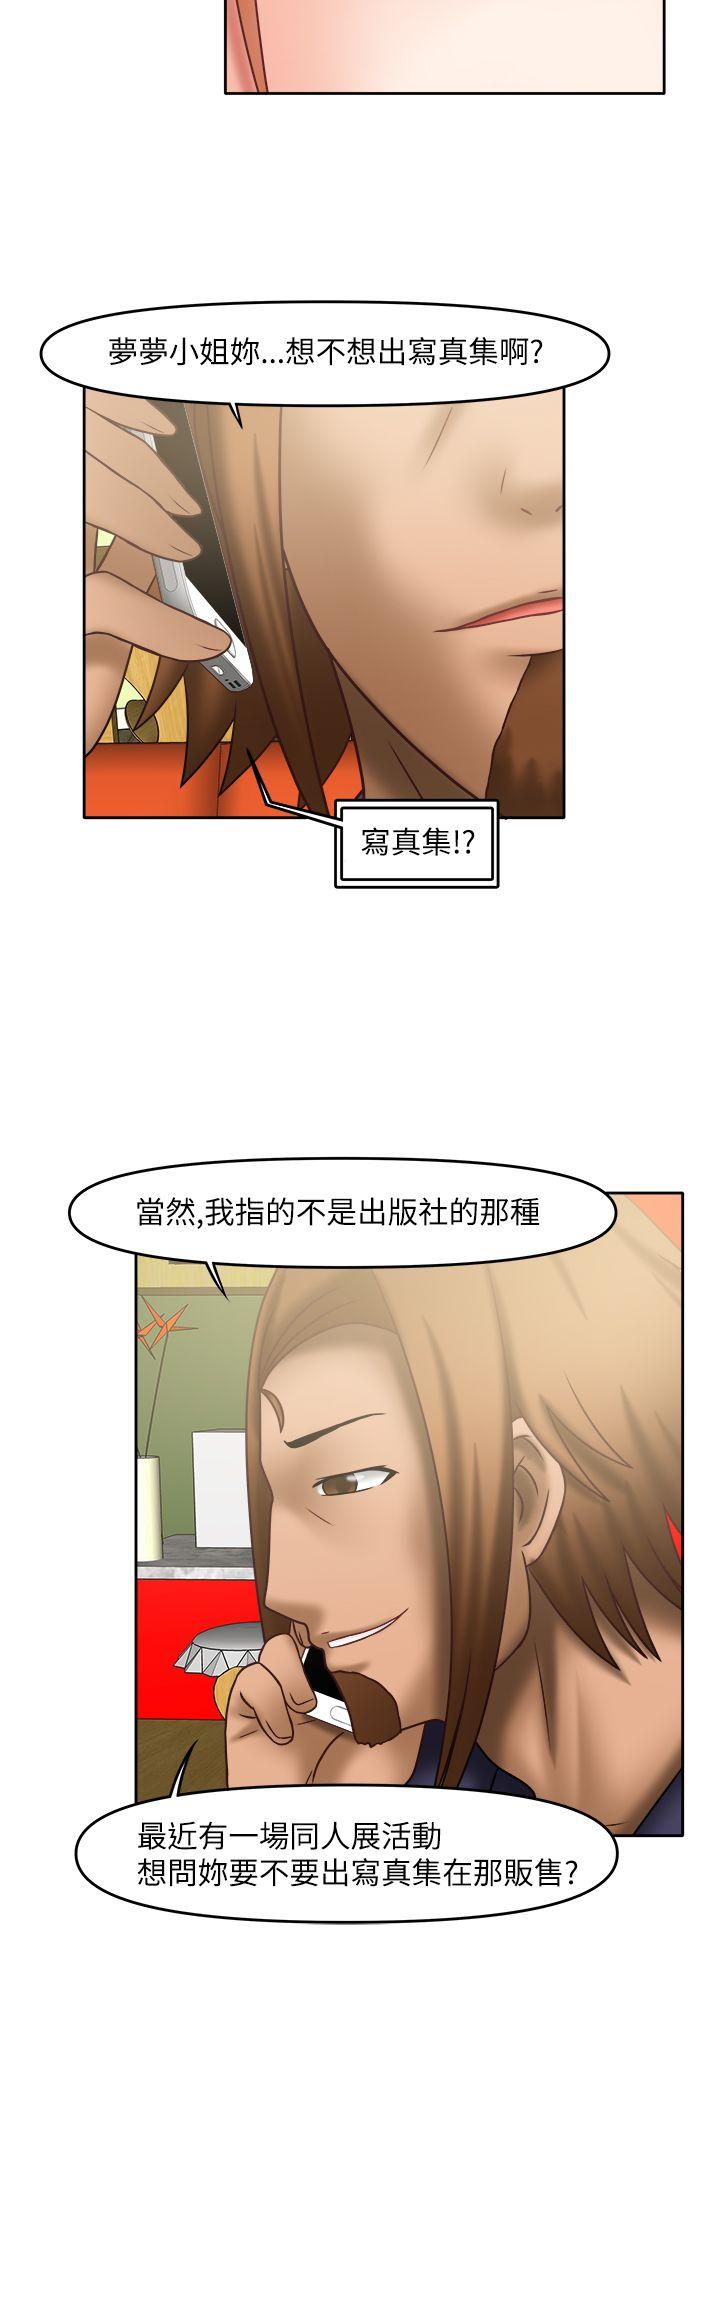 夢夢小姐妳...想不想出寫真集啊?
寫真集!?
當然,我指的不是出版社的那種
最近有一場同人展活動
想問妳要不要出寫真集在那販售?